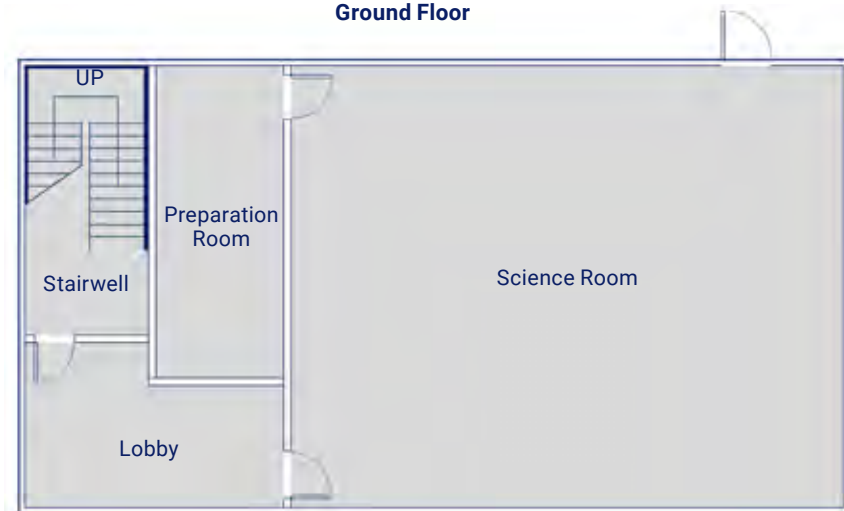 Ground Floor
UP
Preparation
Room
Stairwell
Science Room
Lobby